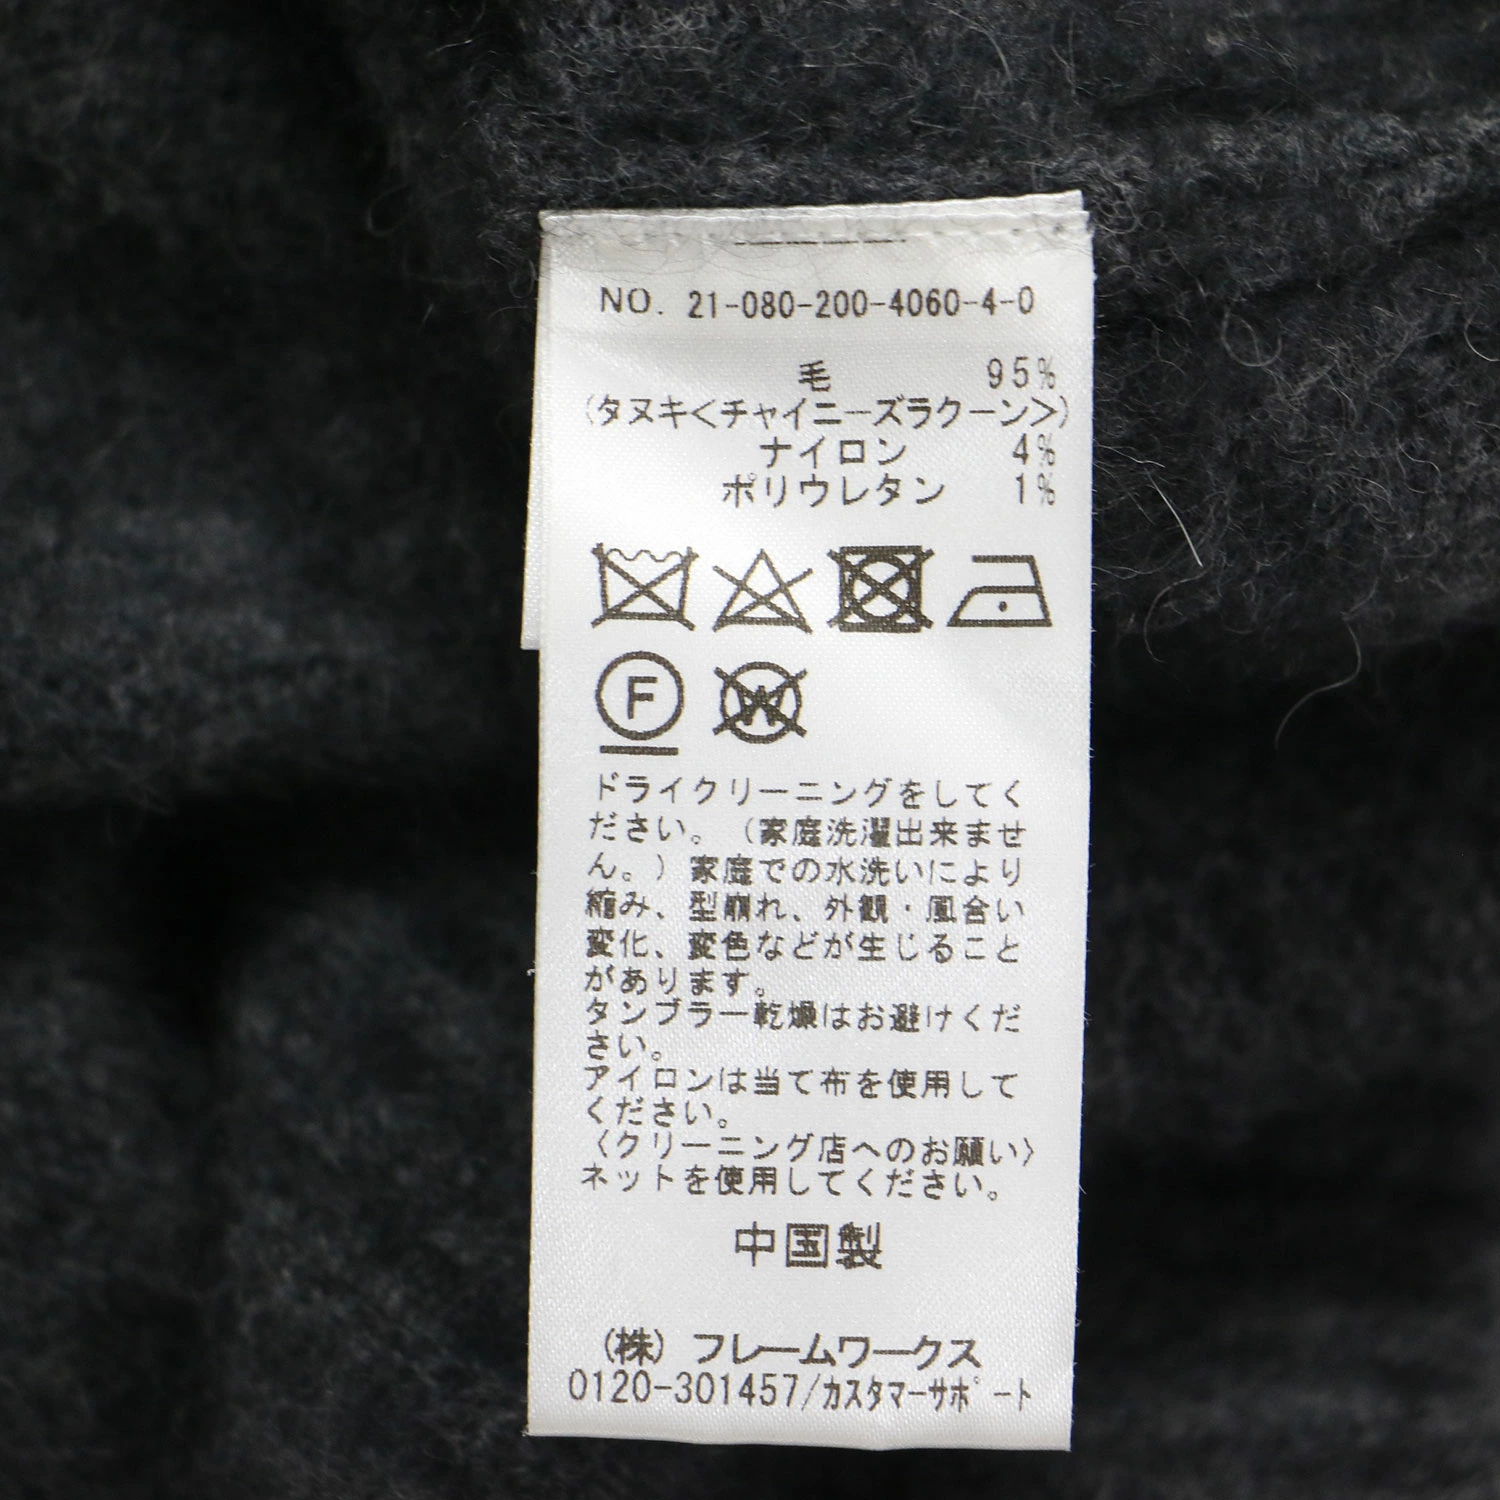 NO. 21-080-200-4060-4-0
毛 95%
(タヌキ<チャイニーズラクーン>)
ナイロン 4%
ポリウレタン 1%
F
W
ドライクリーニングをしてく
ださい。(家庭洗濯出来ませ
ん。)家庭での水洗いにより
縮み、型崩れ、外観・風合い
変化、変色などが生じること
があります。
タンブラー乾燥はお避けくだ
さい。
アイロンは当て布を使用して
ください。
〈クリーニング店へのお願い〉
ネットを使用してください。
中国製
(株) フレームワークス
0120-301457/カスタマーサポート